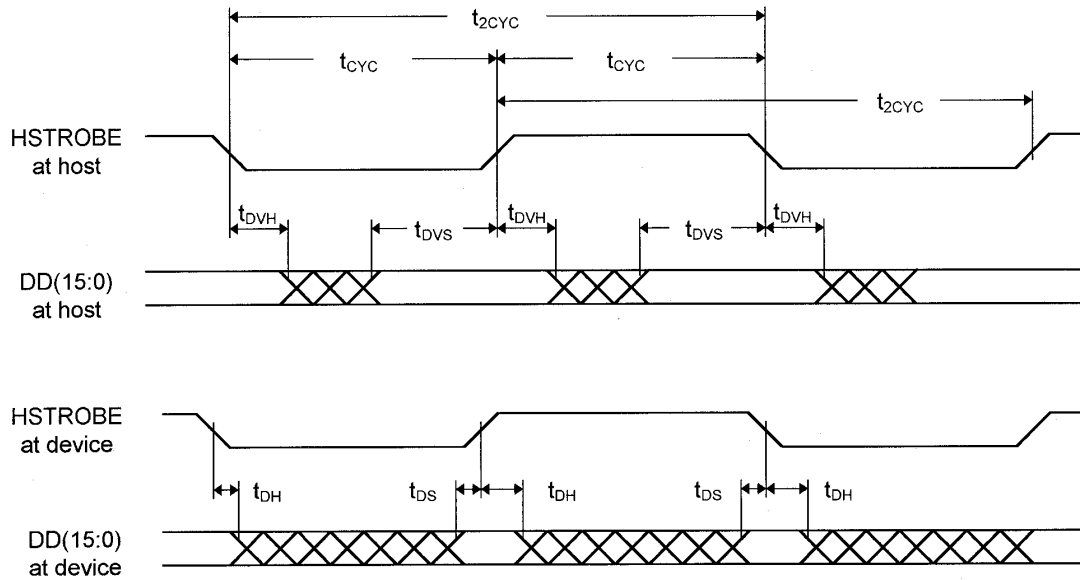 t2CYC
tCYC
tCYC
t2CYC
HSTROBE
at host
tDVH
tDVS
tDVH
tDVS
tDVH
DD(15:0)
at host
HSTROBE
at device
tDH
tDS
tDH
tDS
tDH
DD(15:0)
at device